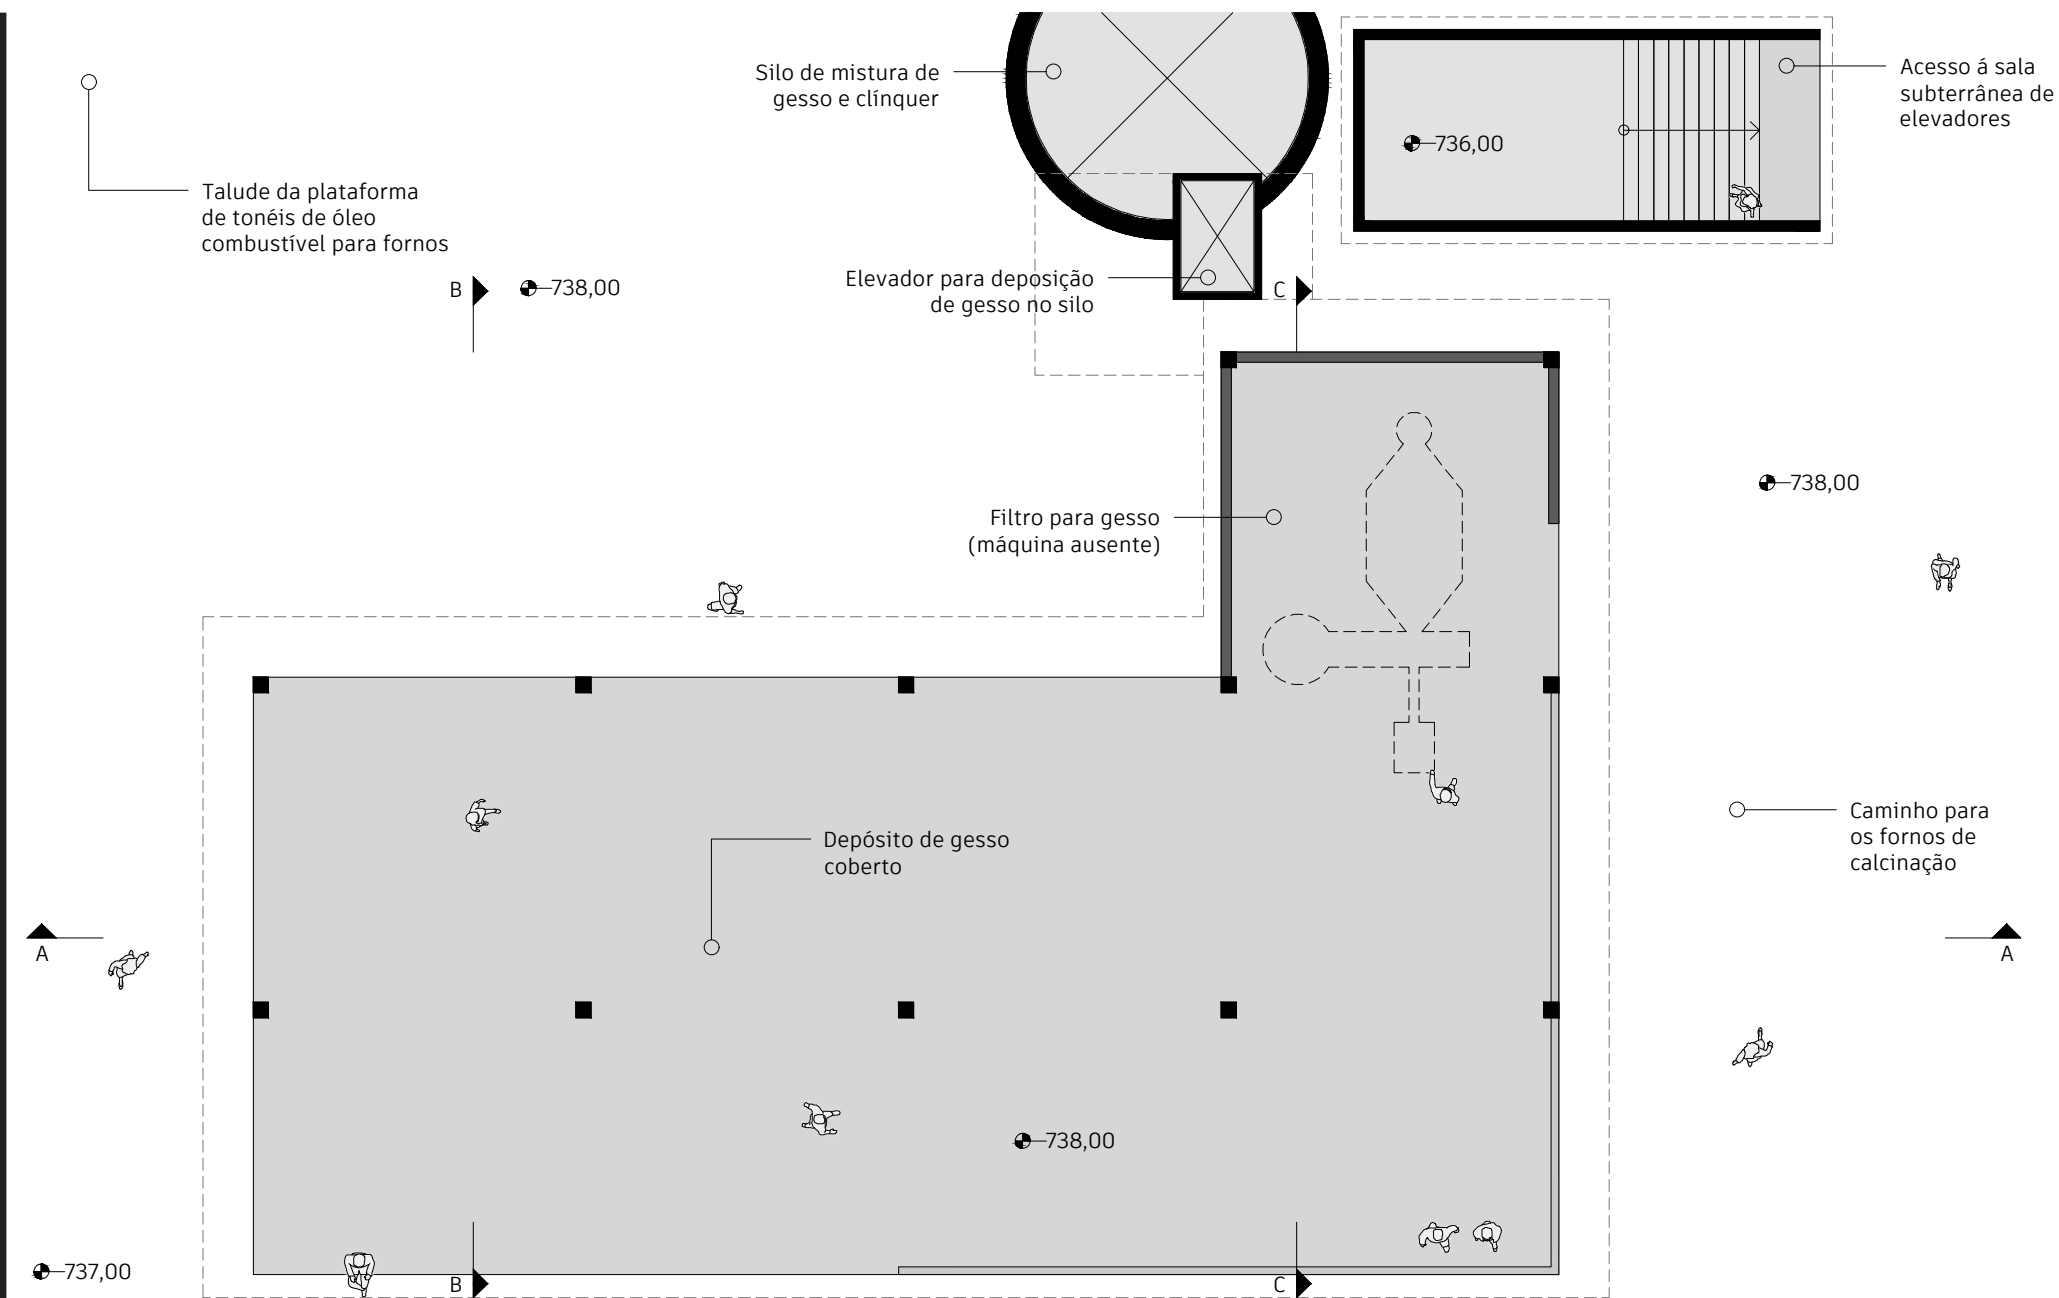 Silo de mistura de
gesso e clínquer
Acesso á sala
subterrânea de
elevadores
736,00
Talude da plataforma
de tonéis de óleo
combustível para fornos
B
738,00
Elevador para deposição
de gesso no silo
C
738,00
Filtro para gesso
(máquina ausente)
Depósito de gesso
coberto
Caminho para
os fornos de
calcinação
A
A
738,00
737,00
B
C